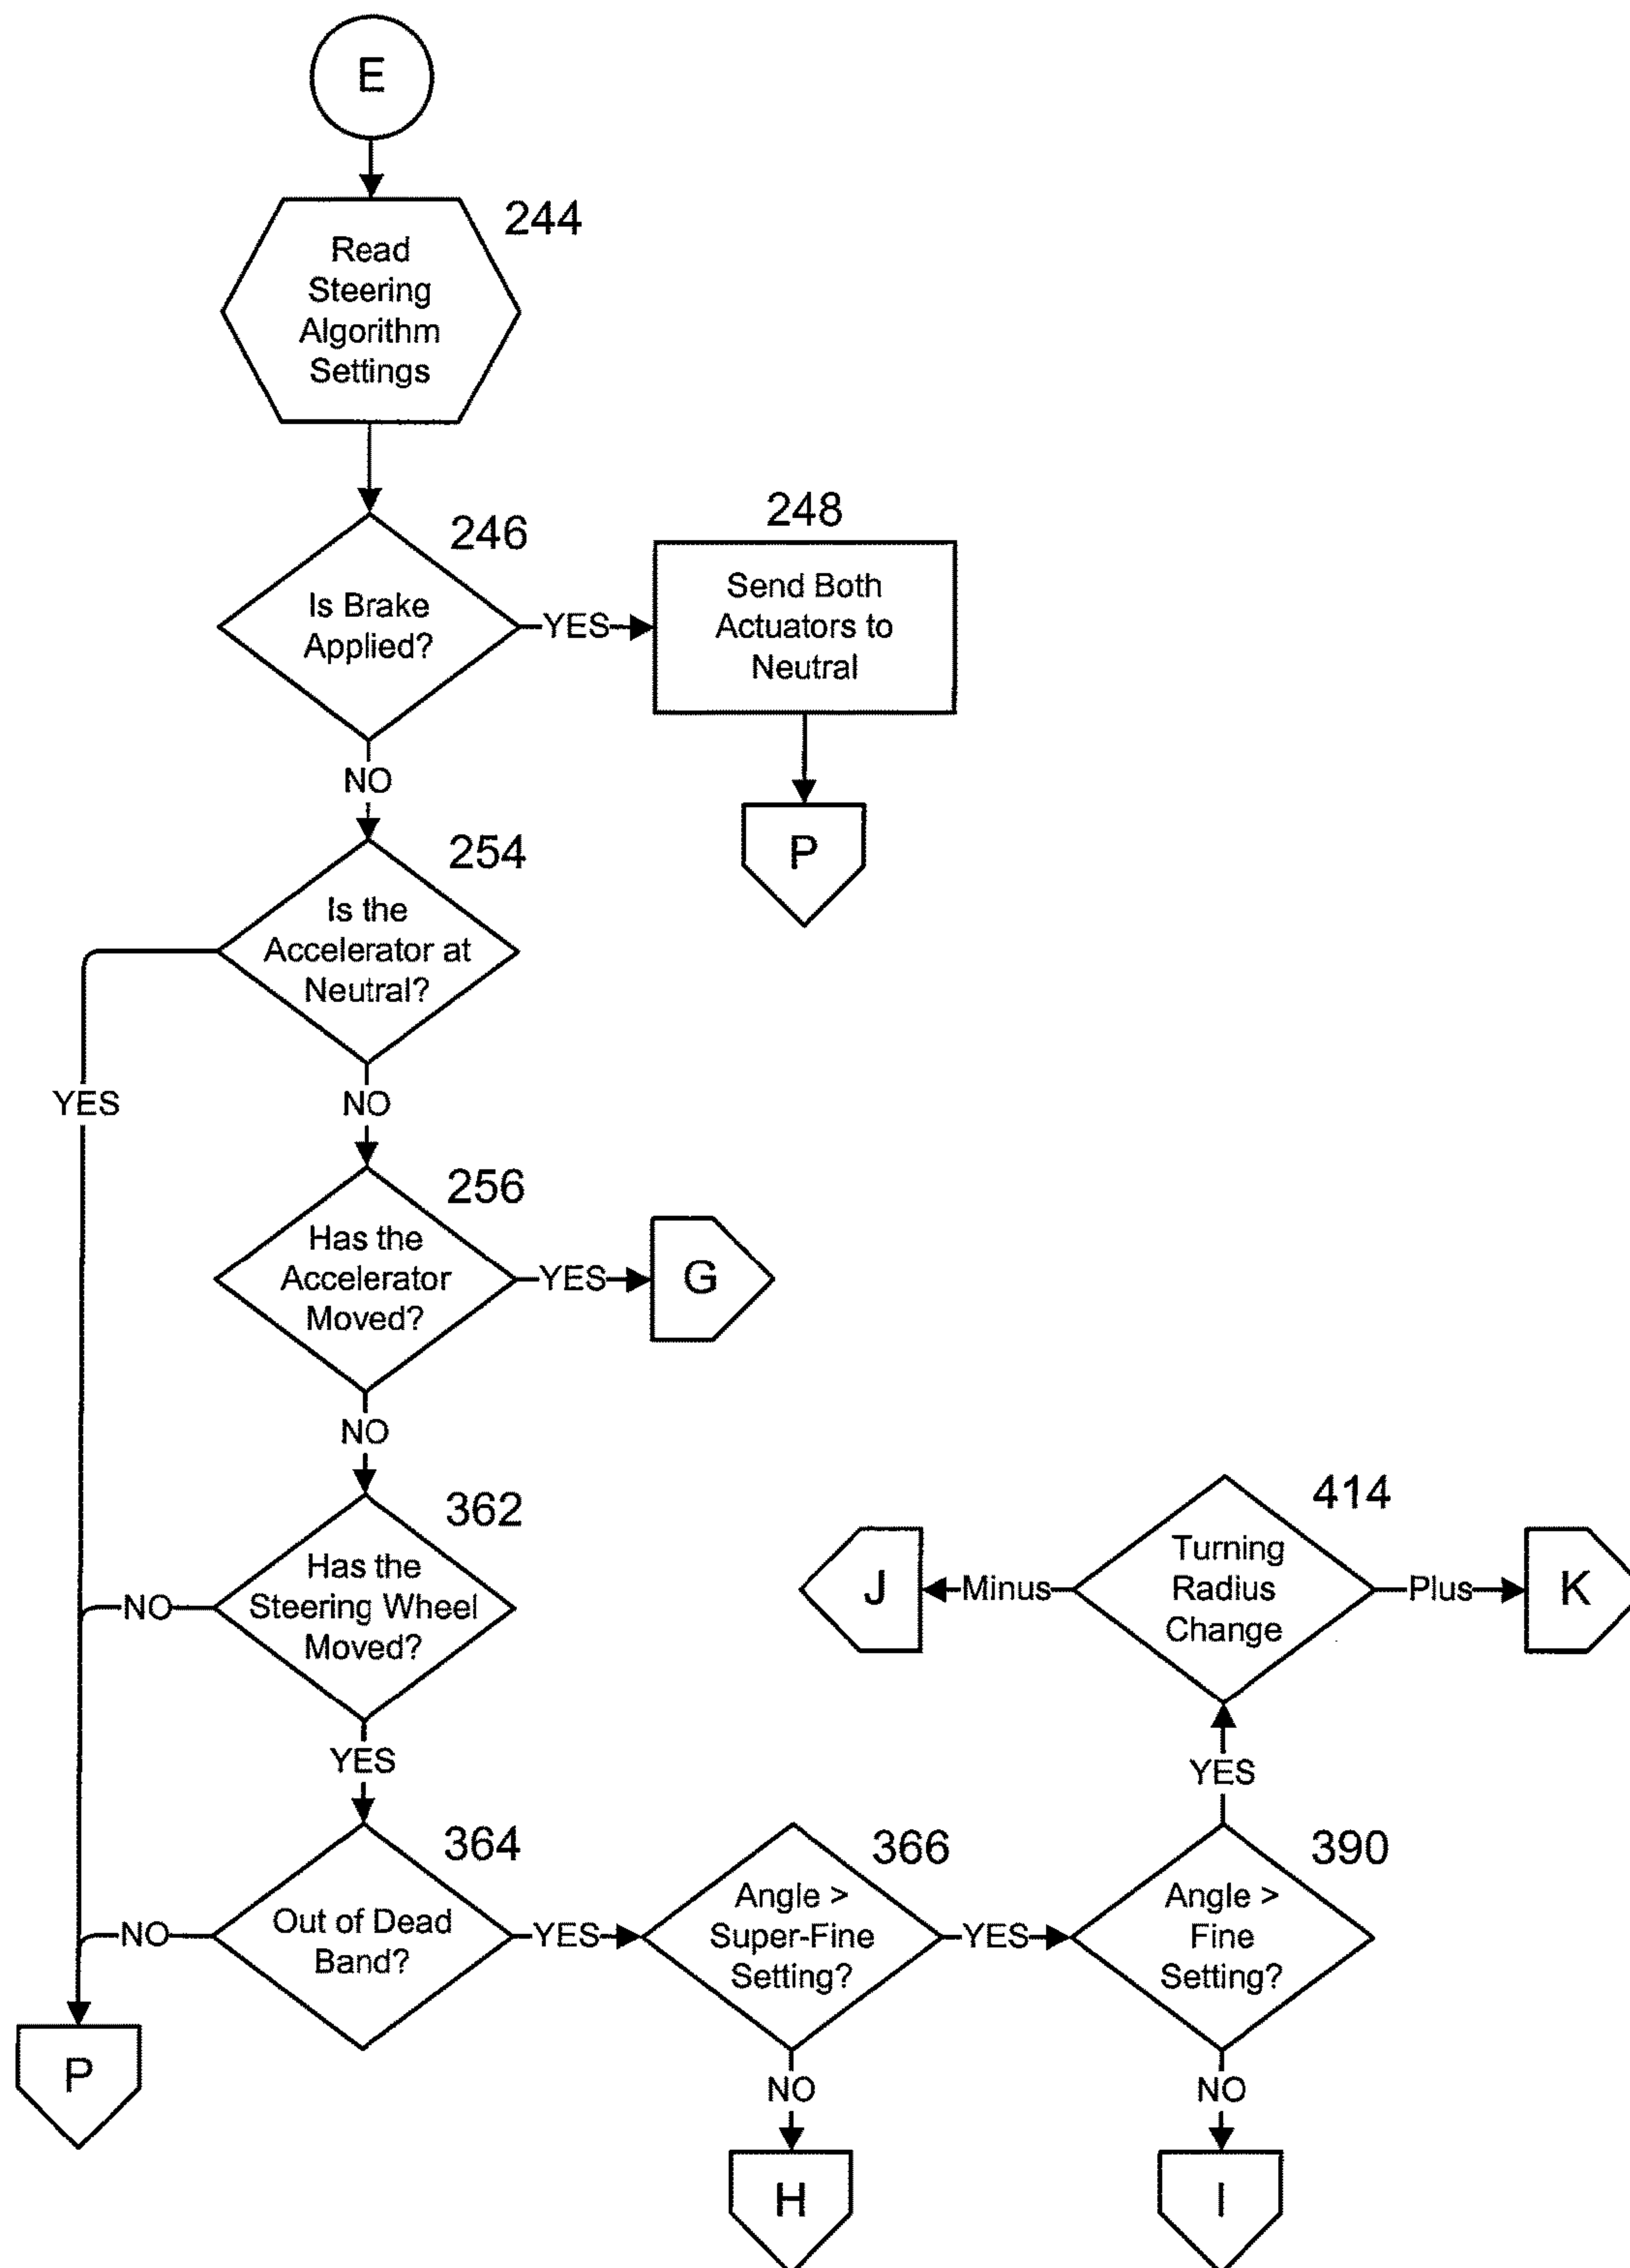 E
244
Read
Steering
Algorithm
Settings
246
Is Brake
Applied?
YES
248
Send Both
Actuators to
Neutral
P
NO
254
Is the
Accelerator at
Neutral?
YES
NO
256
Has the
Accelerator
Moved?
YES
G
NO
362
Has the
Steering Wheel
Moved?
NO
YES
364
Out of Dead
Band?
NO
P
YES
366
Angle >
Super-Fine
Setting?
NO
H
YES
390
Angle >
Fine
Setting?
NO
I
YES
414
Turning
Radius
Change
Minus
J
Plus
K